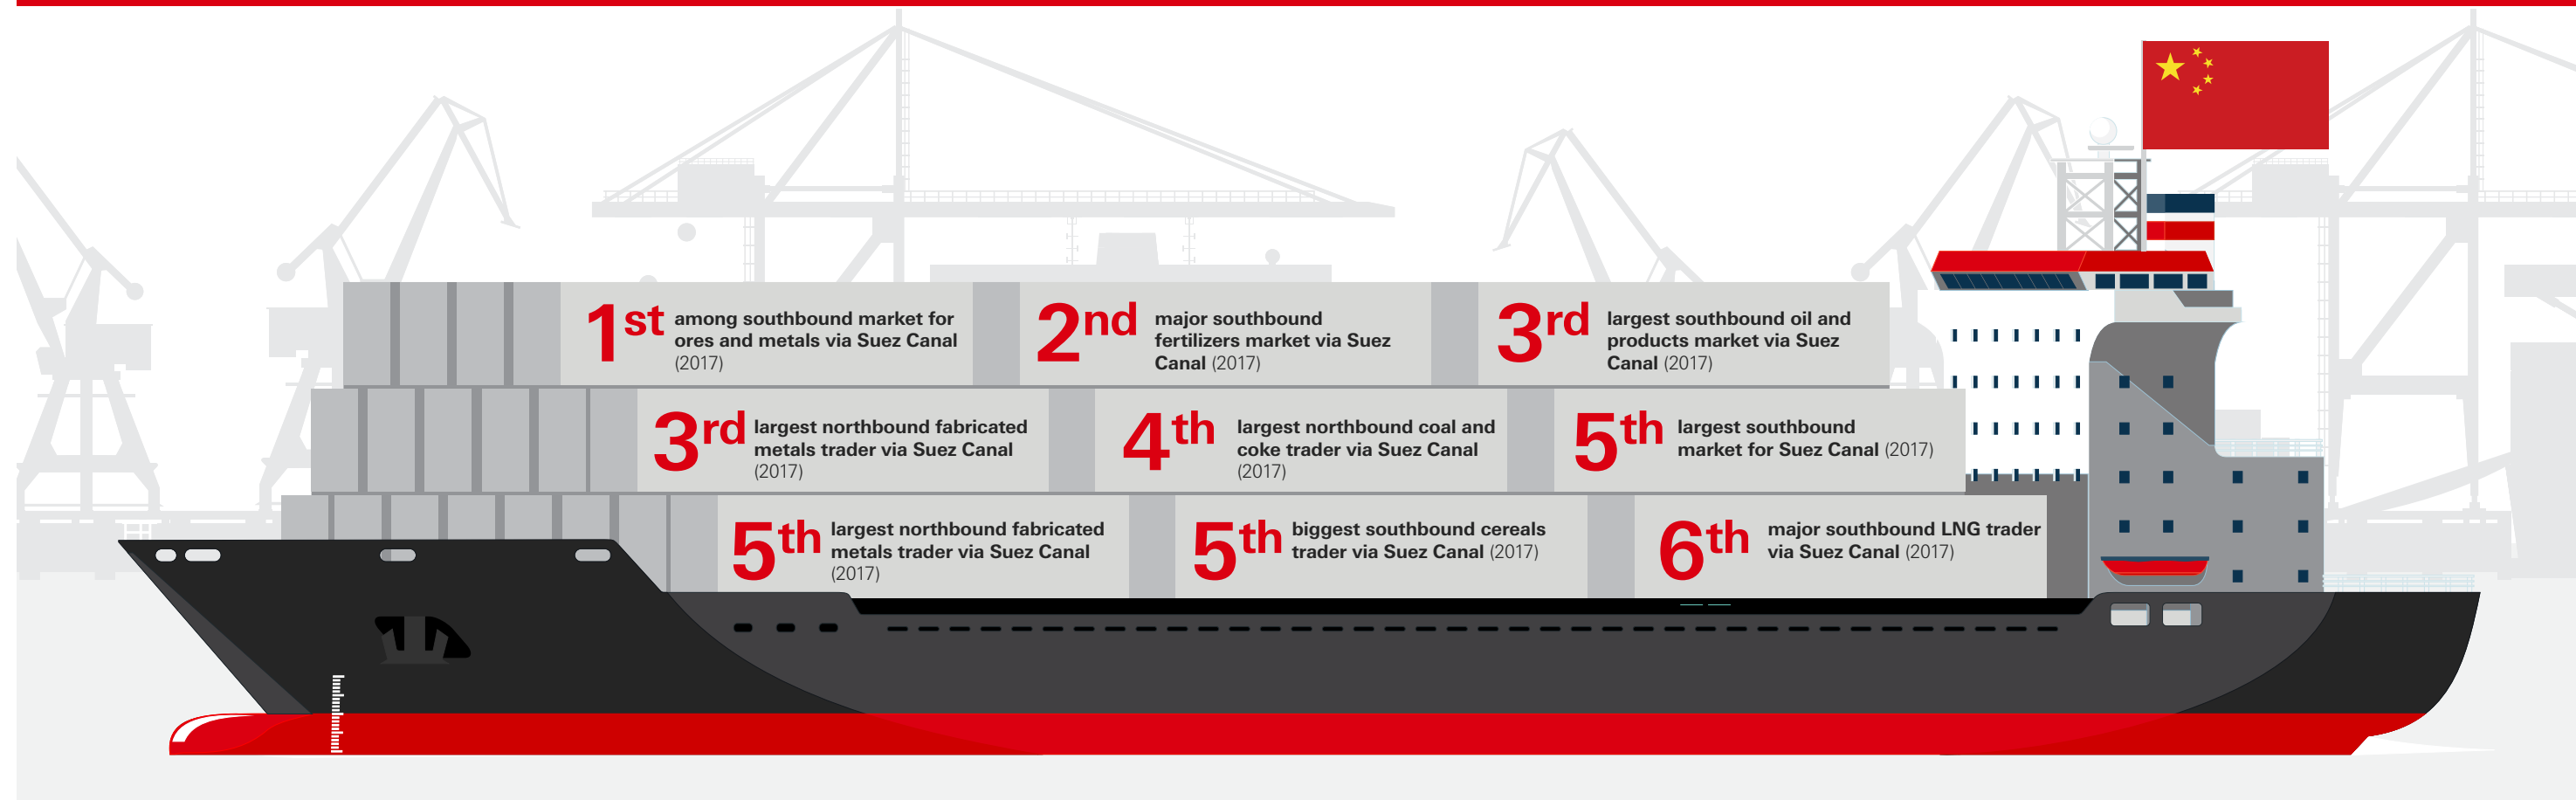 1st among southbound market for
ores and metals via Suez Canal
(2017)
2nd major southbound
fertilizers market via Suez
Canal (2017)
3rd largest southbound oil and
products market via Suez
Canal (2017)
3rd largest northbound fabricated
metals trader via Suez Canal
(2017)
4th largest northbound coal and
coke trader via Suez Canal
(2017)
5th largest southbound
market for Suez Canal (2017)
5th largest northbound fabricated
metals trader via Suez Canal
(2017)
5th biggest southbound cereals
trader via Suez Canal (2017)
6th major southbound LNG trader
via Suez Canal (2017)